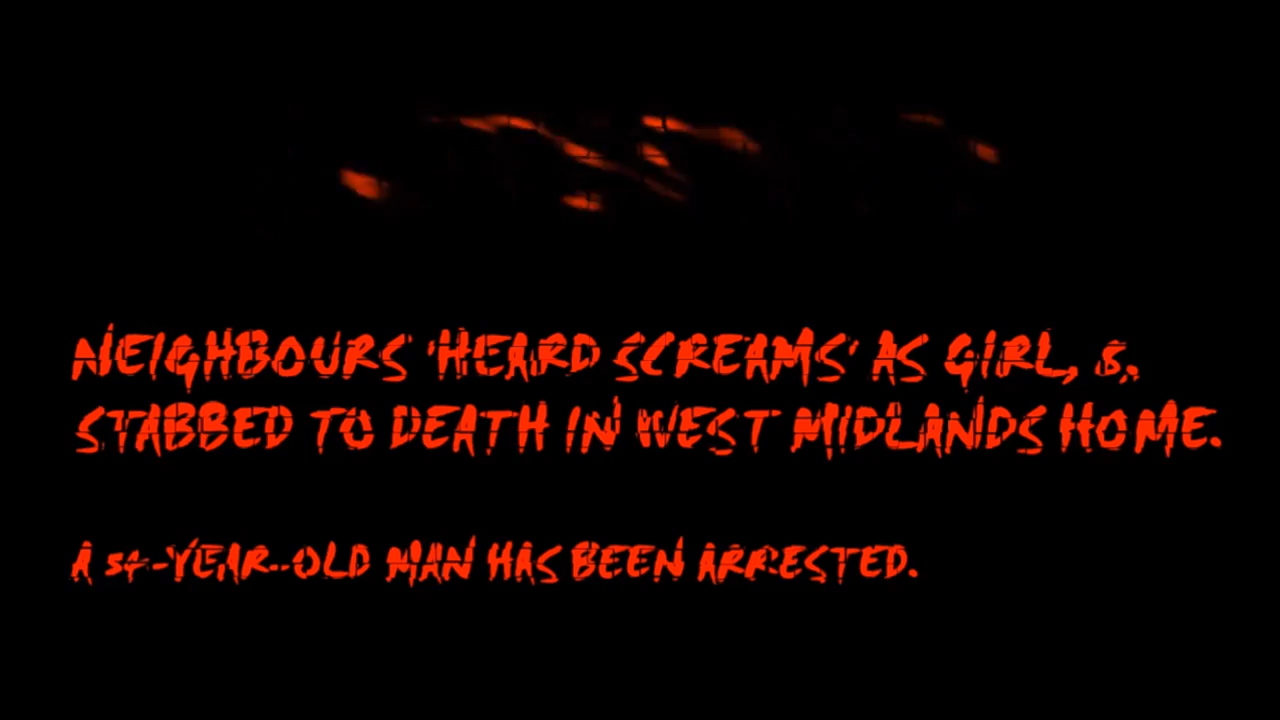 NEIGHBOURS 'HEARD SCREAMS' AS GIRL, 8,
STABBED TO DEATH IN WEST MIDLANDS HOME.
A 54-YEAR-OLD MAN HAS BEEN ARRESTED.